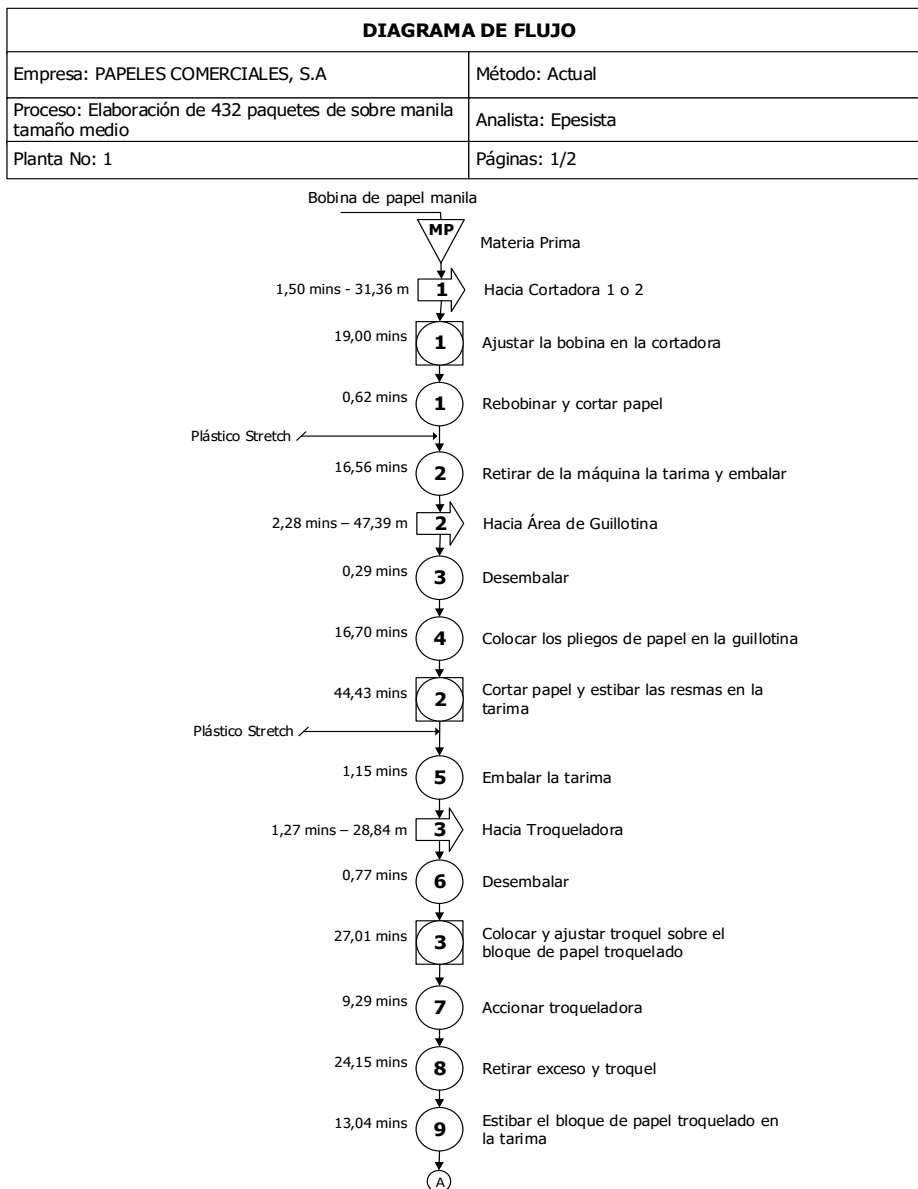 DIAGRAMA DE FLUJO
Empresa: PAPELES COMERCIALES, S.A
Método: Actual
Proceso: Elaboración de 432 paquetes de sobre manila
tamaño medio
Analista: Epesista
Planta No: 1
Páginas: 1/2
Bobina de papel manila
MP
Materia Prima
1,50 mins - 31,36 m
1
Hacia Cortadora 1 o 2
19,00 mins
1
Ajustar la bobina en la cortadora
0,62 mins
1
Rebobinar y cortar papel
Plástico Stretch
16,56 mins
2
Retirar de la máquina la tarima y embalar
2,28 mins – 47,39 m
2
Hacia Área de Guillotina
0,29 mins
3
Desembalar
16,70 mins
4
Colocar los pliegos de papel en la guillotina
44,43 mins
2
Cortar papel y estibar las resmas en la
tarima
Plástico Stretch
1,15 mins
5
Embalar la tarima
1,27 mins – 28,84 m
3
Hacia Troqueladora
0,77 mins
6
Desembalar
27,01 mins
3
Colocar y ajustar troquel sobre el
bloque de papel troquelado
9,29 mins
7
Accionar troqueladora
24,15 mins
8
Retirar exceso y troquel
13,04 mins
9
Estibar el bloque de papel troquelado en
la tarima
A